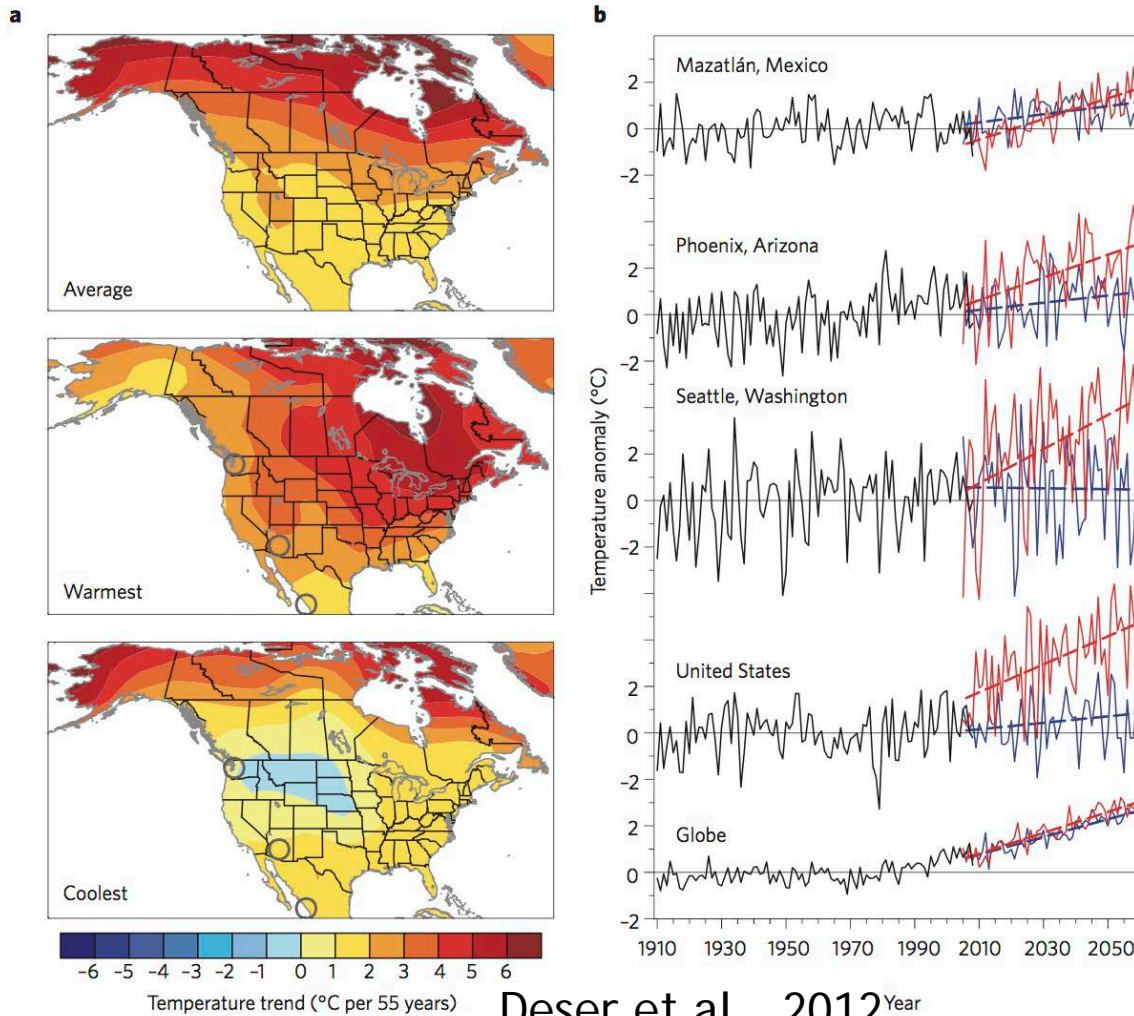 a
Average
Warmest
Coolest
-6 -5 -4 -3 -2 -1 0 1 2 3 4 5 6
Temperature trend (°C per 55 years)
b
Temperature anomaly (°C)
Mazatlán, Mexico
2
0
-2
Phoenix, Arizona
2
0
-2
Seattle, Washington
2
0
-2
United States
2
0
-2
Globe
2
0
-2
1910 1930 1950 1970 1990 2010 2030 2050
Year
Deser et al., 2012